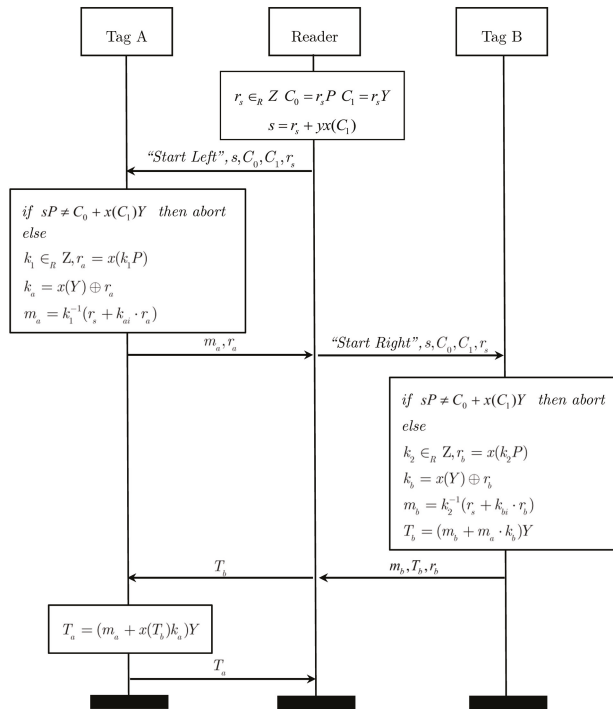 Tag A
Reader
Tag B
r_s ∈_R Z C_0 = r_s P C_1 = r_s Y
s = r_s + yx(C_1)
“Start Left”, s, C_0, C_1, r_s
if sP ≠ C_0 + x(C_1)Y then abort
else
k_1 ∈_R Z, r_a = x(k_1 P)
k_a = x(Y) ⊕ r_a
m_a = k_1^{-1}(r_s + k_{ai} · r_a)
m_a, r_a
“Start Right”, s, C_0, C_1, r_s
if sP ≠ C_0 + x(C_1)Y then abort
else
k_2 ∈_R Z, r_b = x(k_2 P)
k_b = x(Y) ⊕ r_b
m_b = k_2^{-1}(r_s + k_{bi} · r_b)
T_b = (m_b + m_a · k_b)Y
T_b
m_b, T_b, r_b
T_a = (m_a + x(T_b)k_a)Y
T_a